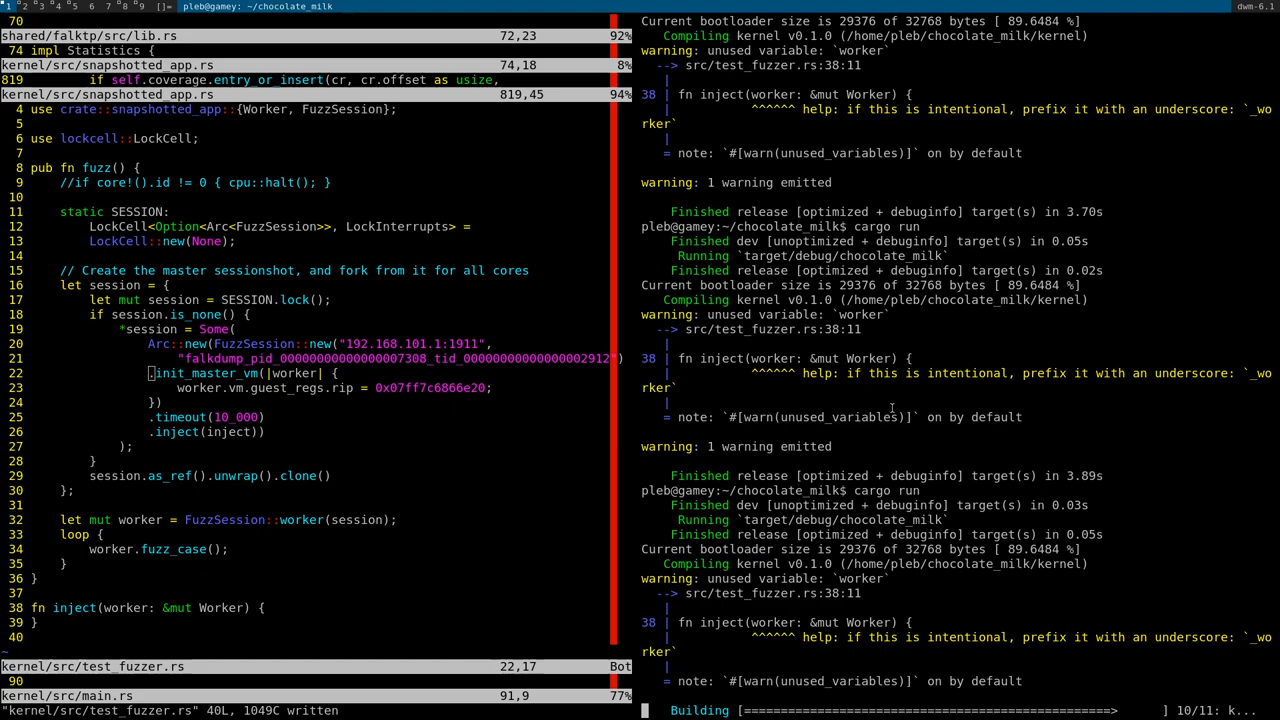 1 2 3 4 5 6 7 8 9 []= pleb@gamey: ~/chocolate_milk dwm-6.1
70
shared/falktp/src/lib.rs 72,23 92%
74 impl Statistics {
kernel/src/snapshotted_app.rs 74,18 8%
819 if self.coverage.entry_or_insert(cr, cr.offset as usize,
kernel/src/snapshotted_app.rs 819,45 94%
4 use crate::snapshotted_app::{Worker, FuzzSession};
5
6 use lockcell::LockCell;
7
8 pub fn fuzz() {
9 //if core!().id != 0 { cpu::halt(); }
10
11 static SESSION:
12 LockCell<Option<Arc<FuzzSession>>, LockInterrupts> =
13 LockCell::new(None);
14
15 // Create the master sessionshot, and fork from it for all cores
16 let session = {
17 let mut session = SESSION.lock();
18 if session.is_none() {
19 *session = Some(
20 Arc::new(FuzzSession::new("192.168.101.1:1911",
21 "falkdump_pid_00000000000000007308_tid_00000000000000002912")
22 .init_master_vm(|worker| {
23 worker.vm.guest_regs.rip = 0x07ff7c6866e20;
24 })
25 .timeout(10_000)
26 .inject(inject))
27 );
28 }
29 session.as_ref().unwrap().clone()
30 };
31
32 let mut worker = FuzzSession::worker(session);
33 loop {
34 worker.fuzz_case();
35 }
36 }
37
38 fn inject(worker: &mut Worker) {
39 }
40
~
kernel/src/test_fuzzer.rs 22,17 Bot
90
kernel/src/main.rs 91,9 77%
"kernel/src/test_fuzzer.rs" 40L, 1049C written
Current bootloader size is 29376 of 32768 bytes [ 89.6484 %]
Compiling kernel v0.1.0 (/home/pleb/chocolate_milk/kernel)
warning: unused variable: `worker`
--> src/test_fuzzer.rs:38:11
|
38 | fn inject(worker: &mut Worker) {
| ^^^^^^ help: if this is intentional, prefix it with an underscore: `_wo
rker`
|
= note: `#[warn(unused_variables)]` on by default
warning: 1 warning emitted
Finished release [optimized + debuginfo] target(s) in 3.70s
pleb@gamey:~/chocolate_milk$ cargo run
Finished dev [unoptimized + debuginfo] target(s) in 0.05s
Running `target/debug/chocolate_milk`
Finished release [optimized + debuginfo] target(s) in 0.02s
Current bootloader size is 29376 of 32768 bytes [ 89.6484 %]
Compiling kernel v0.1.0 (/home/pleb/chocolate_milk/kernel)
warning: unused variable: `worker`
--> src/test_fuzzer.rs:38:11
|
38 | fn inject(worker: &mut Worker) {
| ^^^^^^ help: if this is intentional, prefix it with an underscore: `_wo
rker`
|
= note: `#[warn(unused_variables)]` on by default
warning: 1 warning emitted
Finished release [optimized + debuginfo] target(s) in 3.89s
pleb@gamey:~/chocolate_milk$ cargo run
Finished dev [unoptimized + debuginfo] target(s) in 0.03s
Running `target/debug/chocolate_milk`
Finished release [optimized + debuginfo] target(s) in 0.05s
Current bootloader size is 29376 of 32768 bytes [ 89.6484 %]
Compiling kernel v0.1.0 (/home/pleb/chocolate_milk/kernel)
warning: unused variable: `worker`
--> src/test_fuzzer.rs:38:11
|
38 | fn inject(worker: &mut Worker) {
| ^^^^^^ help: if this is intentional, prefix it with an underscore: `_wo
rker`
|
= note: `#[warn(unused_variables)]` on by default
Building [==================================================> ] 10/11: k...